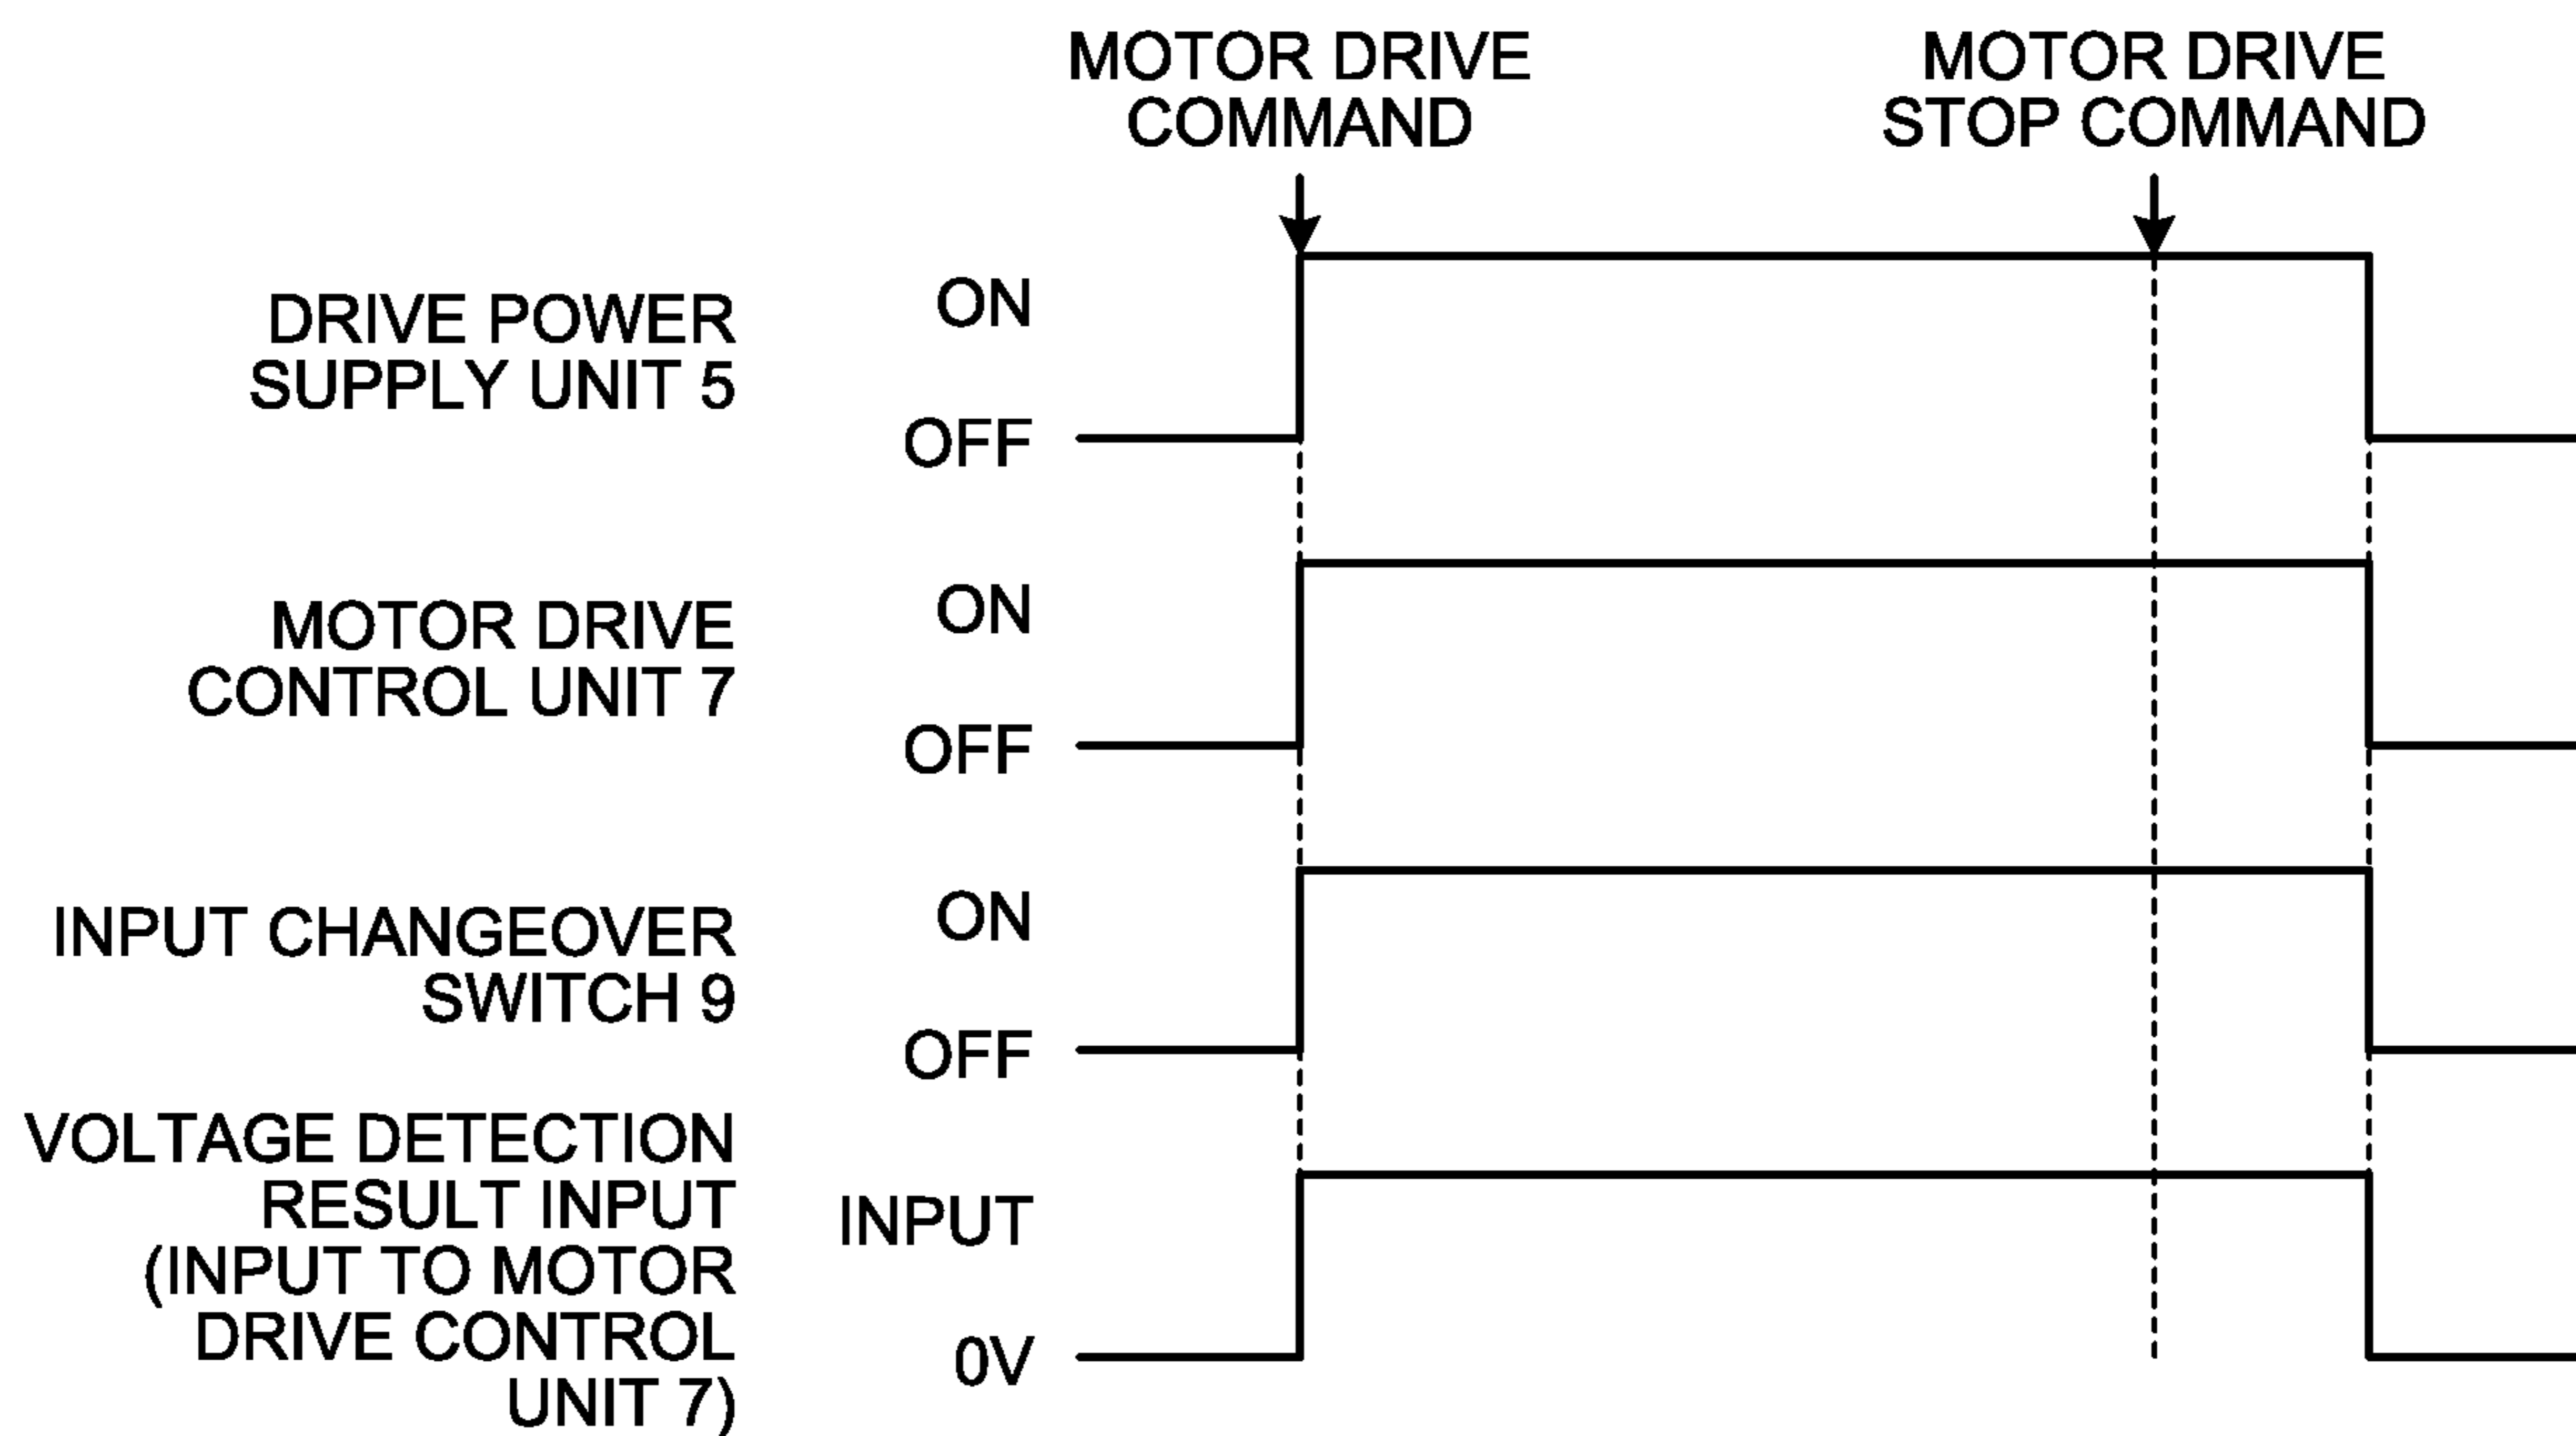 MOTOR DRIVE
COMMAND
MOTOR DRIVE
STOP COMMAND
DRIVE POWER
SUPPLY UNIT 5
ON
OFF
MOTOR DRIVE
CONTROL UNIT 7
ON
OFF
INPUT CHANGEOVER
SWITCH 9
ON
OFF
VOLTAGE DETECTION
RESULT INPUT
(INPUT TO MOTOR
DRIVE CONTROL
UNIT 7)
INPUT
0V